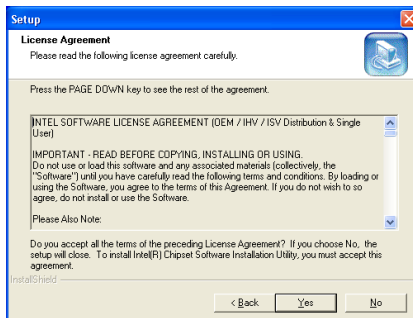 Setup
License Agreement
Please read the following license agreement carefully.
Press the PAGE DOWN key to see the rest of the agreement.
INTEL SOFTWARE LICENSE AGREEMENT (OEM / IHV / ISV Distribution & Single
User)
IMPORTANT - READ BEFORE COPYING, INSTALLING OR USING.
Do not use or load this software and any associated materials (collectively, the
"Software") until you have carefully read the following terms and conditions. By loading or
using the Software, you agree to the terms of this Agreement. If you do not wish to so
agree, do not install or use the Software.
Please Also Note:
Do you accept all the terms of the preceding License Agreement? If you choose No, the
setup will close. To install Intel(R) Chipset Software Installation Utility, you must accept this
agreement.
InstallShield
< Back Yes No